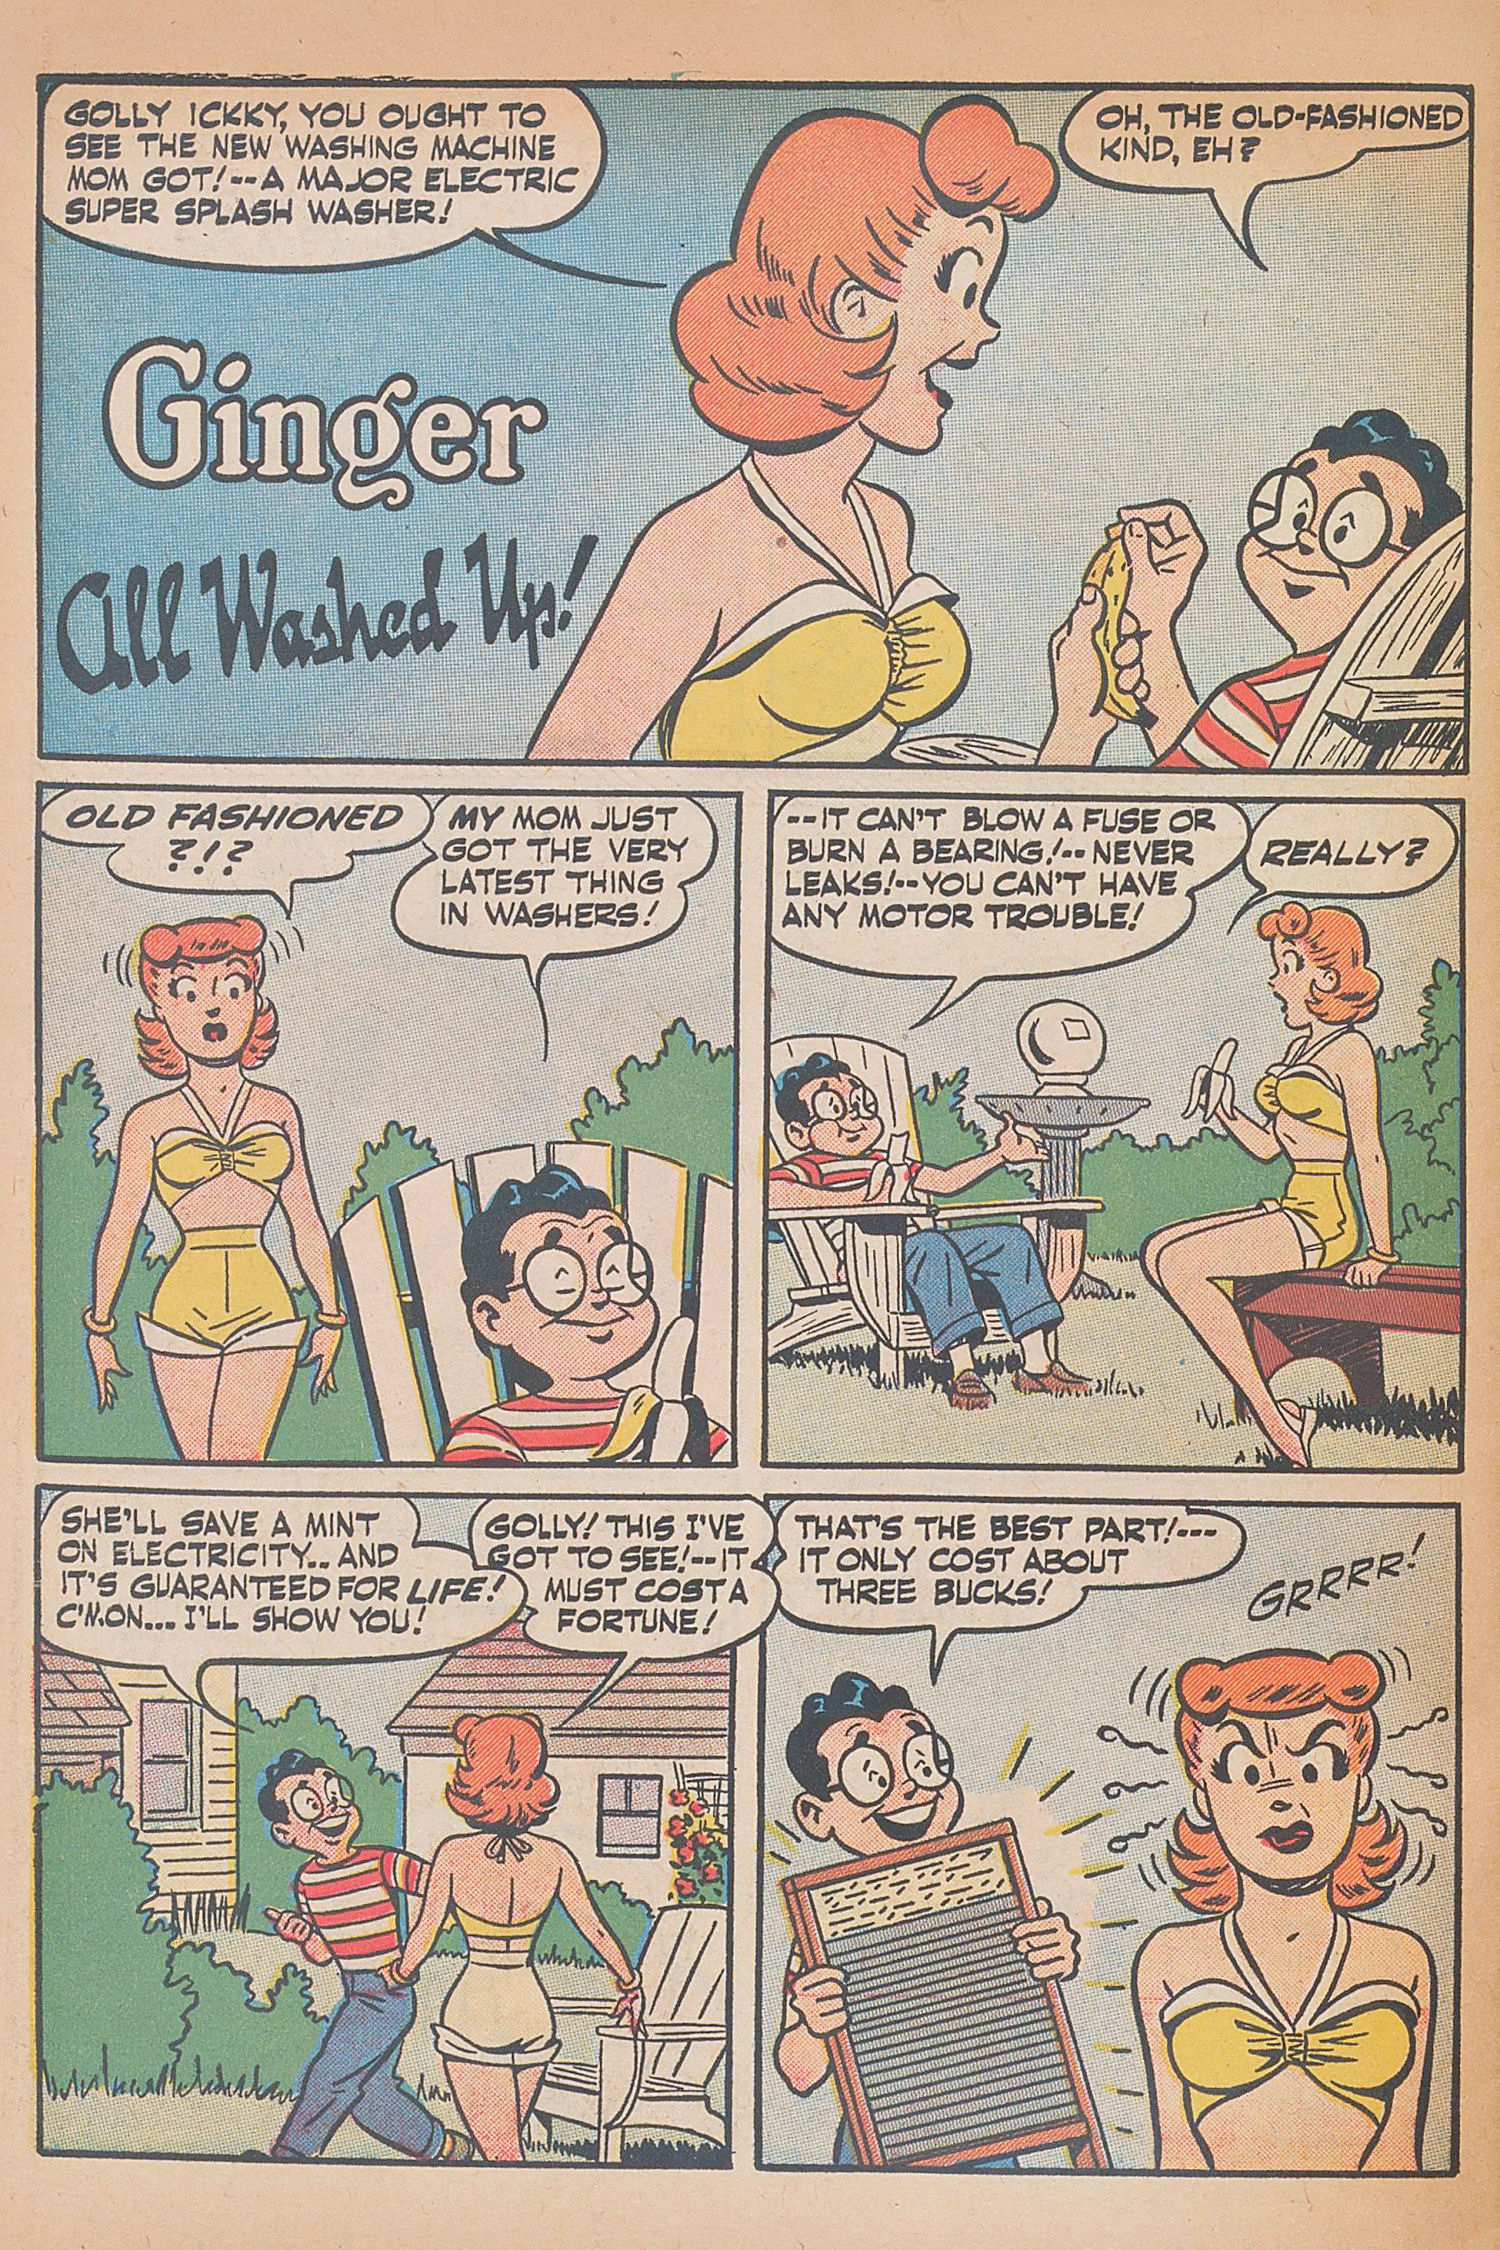 GOLLY ICKKY, YOU OUGHT TO
SEE THE NEW WASHING MACHINE
MOM GOT!--A MAJOR ELECTRIC
SUPER SPLASH WASHER!
OH, THE OLD-FASHIONED
KIND, EH?
Ginger
All Washed Up!
OLD FASHIONED
?!?
MY MOM JUST
GOT THE VERY
LATEST THING
IN WASHERS!
--IT CAN'T BLOW A FUSE OR
BURN A BEARING!--NEVER
LEAKS!--YOU CAN'T HAVE
ANY MOTOR TROUBLE!
REALLY?
SHE'LL SAVE A MINT
ON ELECTRICITY.. AND
IT'S GUARANTEED FOR LIFE!
C'M.ON... I'LL SHOW YOU!
GOLLY! THIS I'VE
GOT TO SEE!--IT
MUST COST A
FORTUNE!
THAT'S THE BEST PART!---
IT ONLY COST ABOUT
THREE BUCKS!
GRRRR!